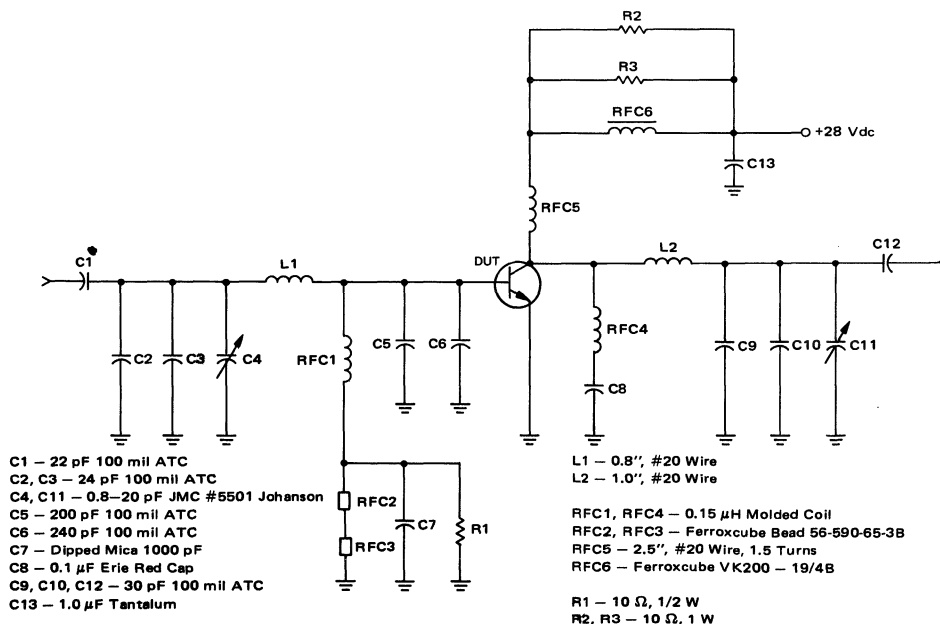 R2
R3
RFC6
+28 Vdc
C13
RFC5
C1
L1
DUT
L2
C12
C2
C3
C4
RFC1
C5
C6
RFC4
C8
C9
C10
C11
RFC2
RFC3
C7
R1
C1 – 22 pF 100 mil ATC
C2, C3 – 24 pF 100 mil ATC
C4, C11 – 0.8–20 pF JMC #5501 Johanson
C5 – 200 pF 100 mil ATC
C6 – 240 pF 100 mil ATC
C7 – Dipped Mica 1000 pF
C8 – 0.1 μF Erie Red Cap
C9, C10, C12 – 30 pF 100 mil ATC
C13 – 1.0 μF Tantalum
L1 – 0.8″, #20 Wire
L2 – 1.0″, #20 Wire
RFC1, RFC4 – 0.15 μH Molded Coil
RFC2, RFC3 – Ferroxcube Bead 56-590-65-3B
RFC5 – 2.5″, #20 Wire, 1.5 Turns
RFC6 – Ferroxcube VK200 – 19/4B
R1 – 10 Ω, 1/2 W
R2, R3 – 10 Ω, 1 W